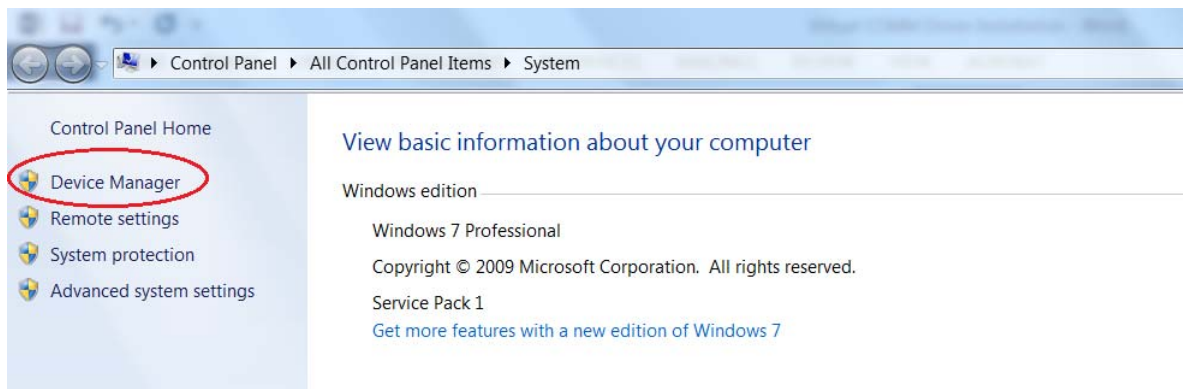 Control Panel ▸ All Control Panel Items ▸ System
Control Panel Home
Device Manager
Remote settings
System protection
Advanced system settings
View basic information about your computer
Windows edition
Windows 7 Professional
Copyright © 2009 Microsoft Corporation. All rights reserved.
Service Pack 1
Get more features with a new edition of Windows 7